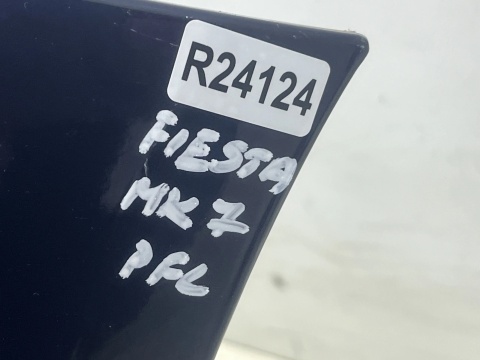 R24124
FIESTA
MK7
PFL